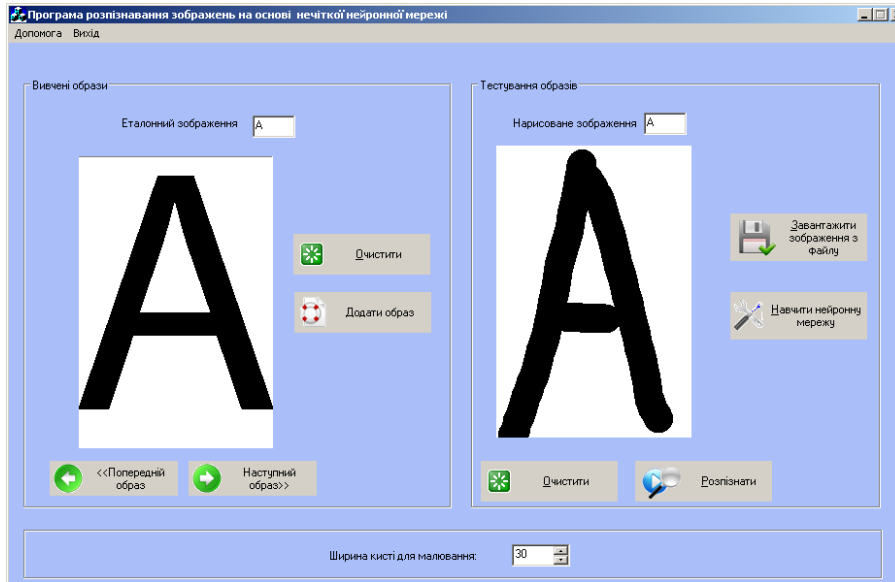 Програма розпізнавання зображень на основі нечіткої нейронної мережі
Допомога Вихід
Вивчені образи
Еталонний зображення А
А
Очистити
Додати образ
<<Попередній
образ
Наступний
образ>>
Тестування образів
Нарисоване зображення А
А
Завантажити
зображення з
файлу
Навчити нейронну
мережу
Очистити
Розпізнати
Ширина кисті для малювання: 30